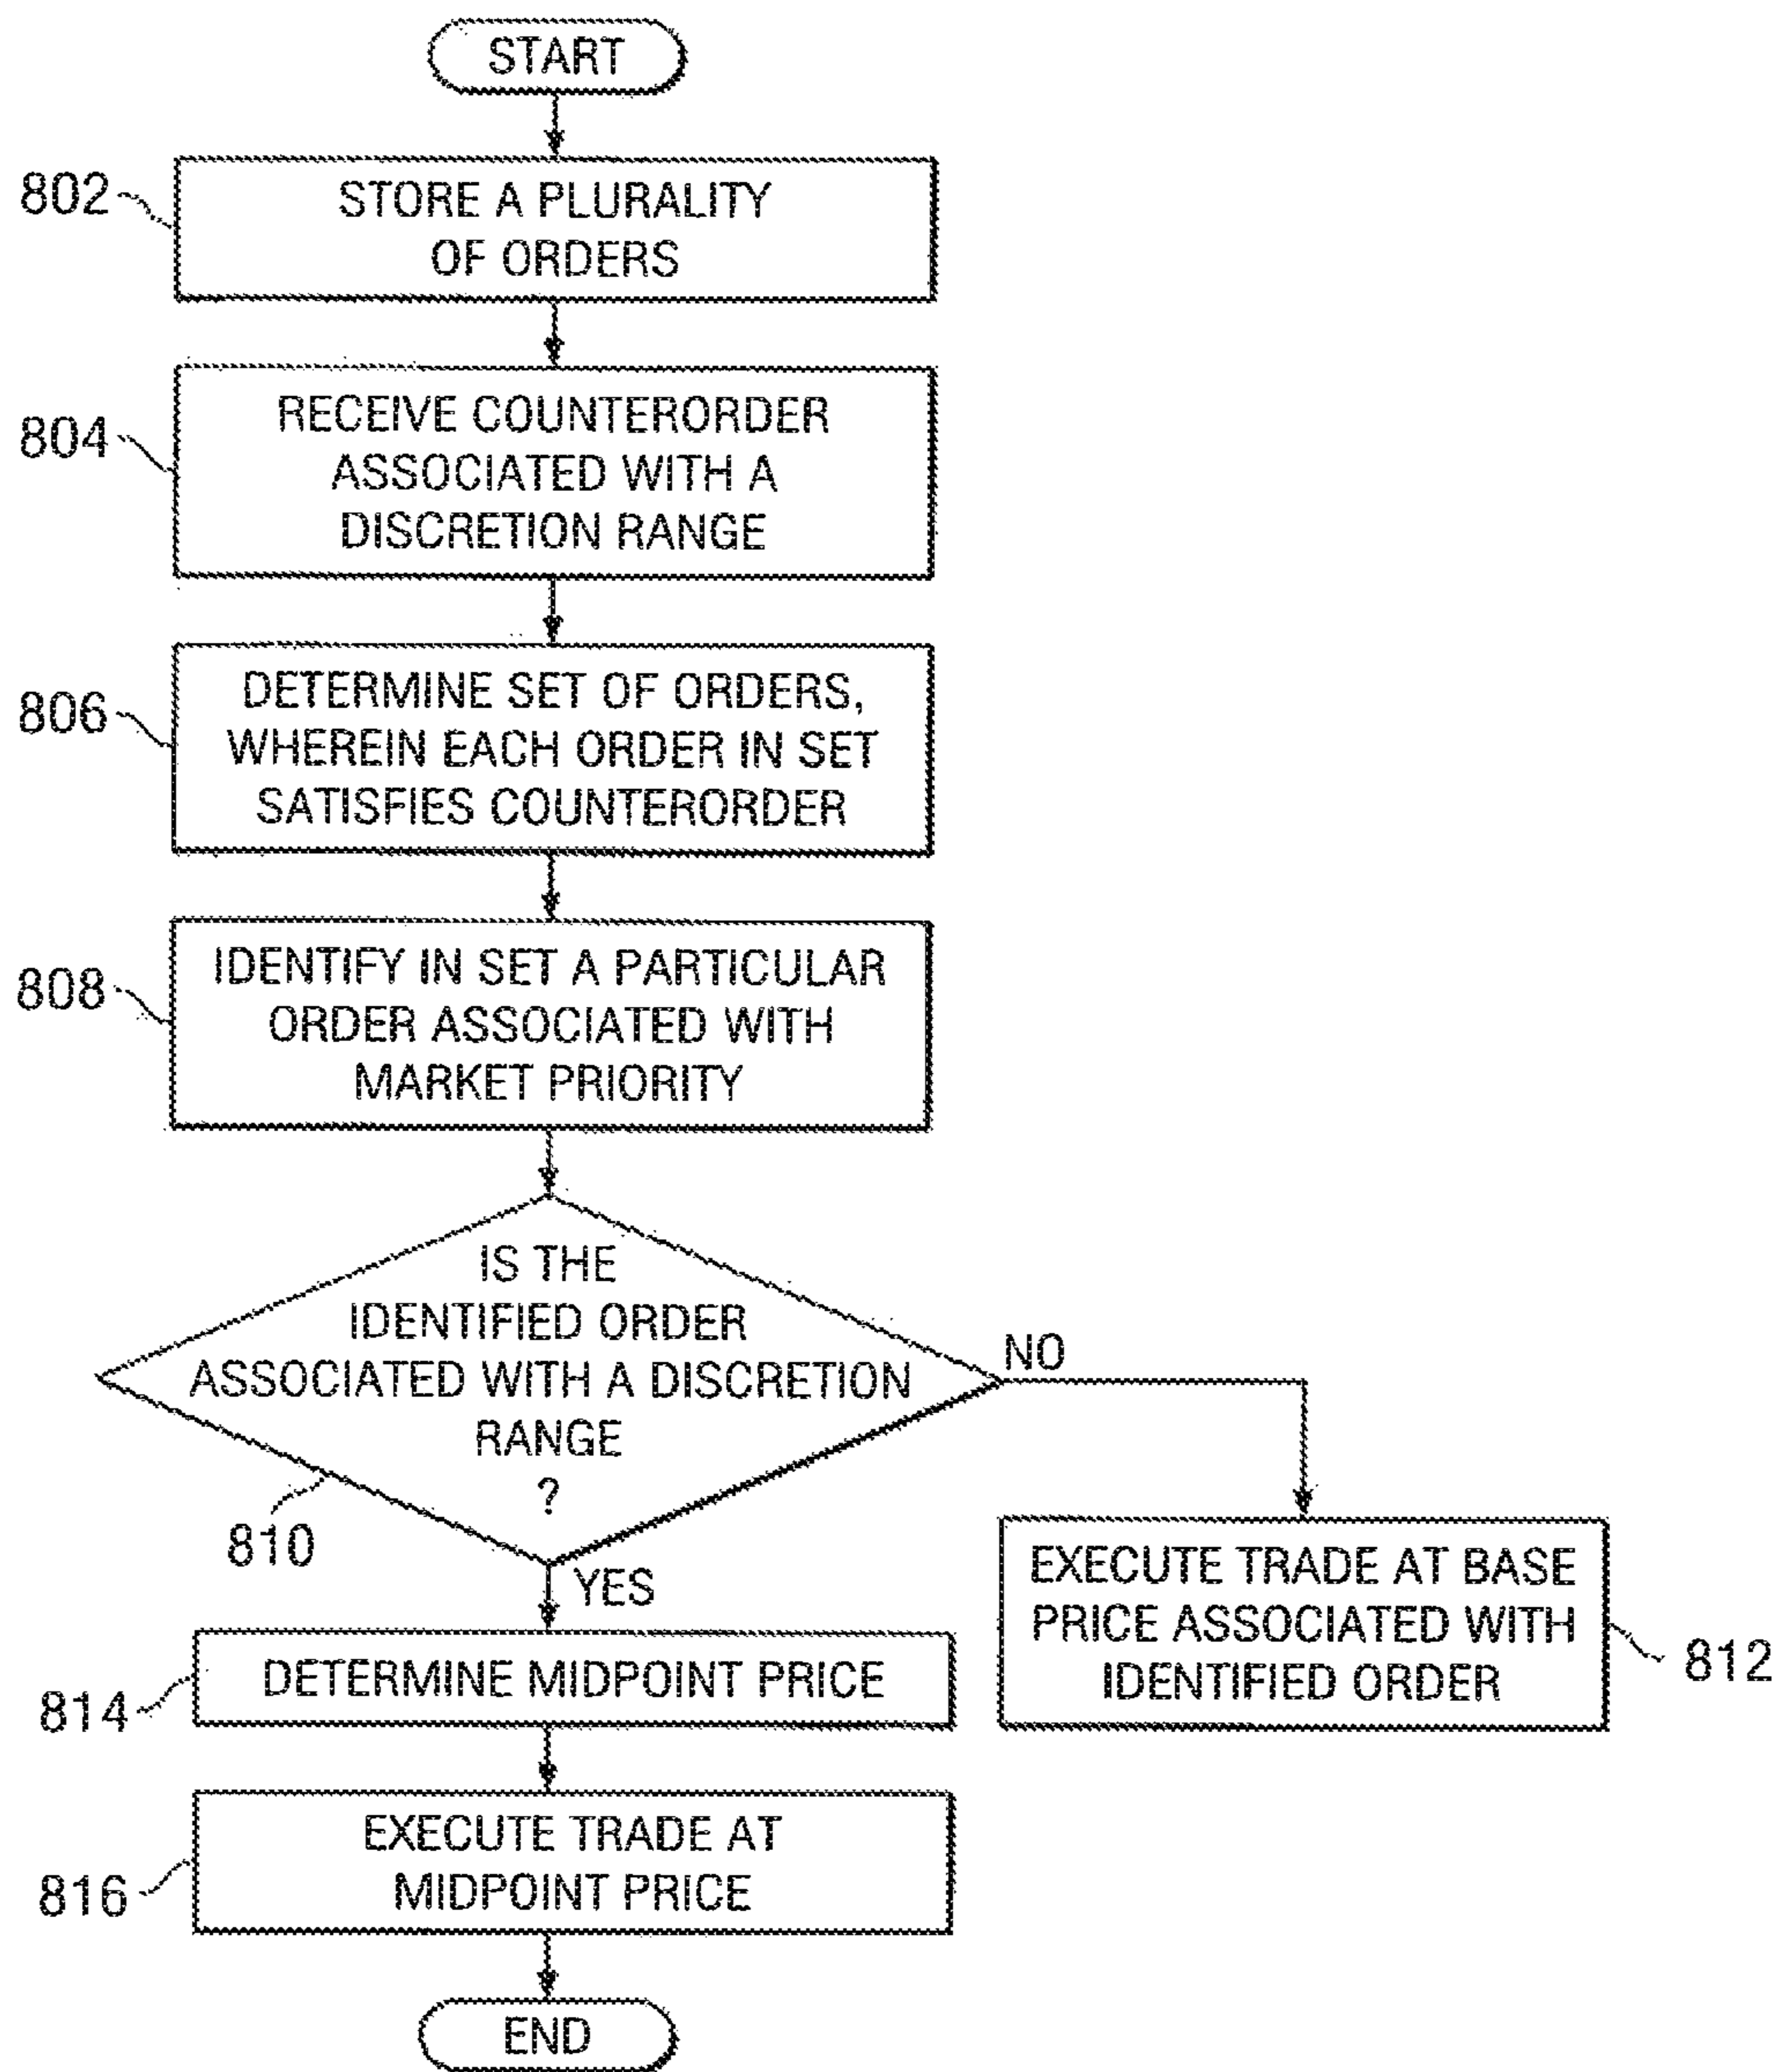 START
802
STORE A PLURALITY
OF ORDERS
804
RECEIVE COUNTERORDER
ASSOCIATED WITH A
DISCRETION RANGE
806
DETERMINE SET OF ORDERS,
WHEREIN EACH ORDER IN SET
SATISFIES COUNTERORDER
808
IDENTIFY IN SET A PARTICULAR
ORDER ASSOCIATED WITH
MARKET PRIORITY
IS THE
IDENTIFIED ORDER
ASSOCIATED WITH A DISCRETION
RANGE
?
810
NO
YES
EXECUTE TRADE AT BASE
PRICE ASSOCIATED WITH
IDENTIFIED ORDER
812
814
DETERMINE MIDPOINT PRICE
816
EXECUTE TRADE AT
MIDPOINT PRICE
END